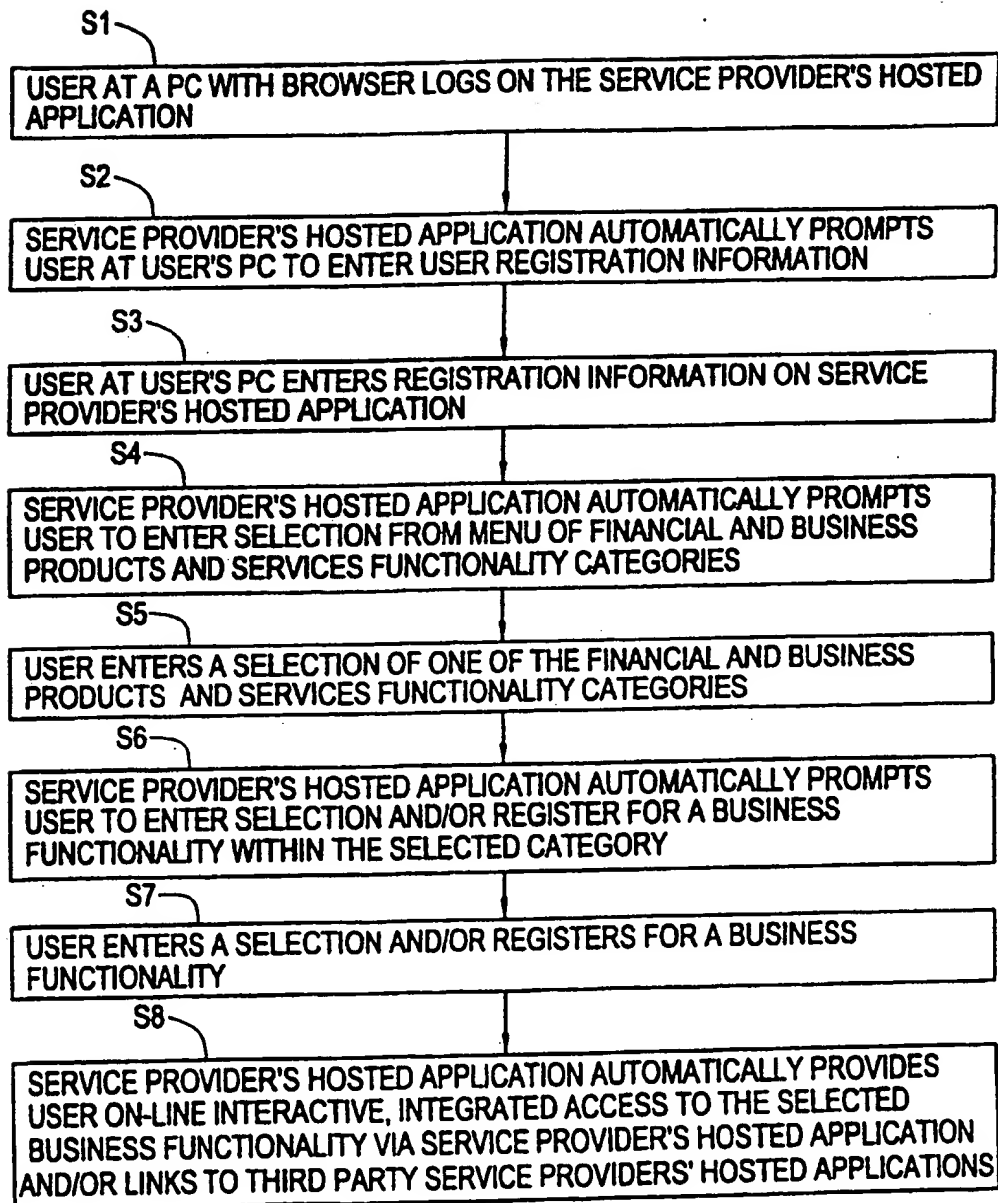 S1
USER AT A PC WITH BROWSER LOGS ON THE SERVICE PROVIDER'S HOSTED
APPLICATION
S2
SERVICE PROVIDER'S HOSTED APPLICATION AUTOMATICALLY PROMPTS
USER AT USER'S PC TO ENTER USER REGISTRATION INFORMATION
S3
USER AT USER'S PC ENTERS REGISTRATION INFORMATION ON SERVICE
PROVIDER'S HOSTED APPLICATION
S4
SERVICE PROVIDER'S HOSTED APPLICATION AUTOMATICALLY PROMPTS
USER TO ENTER SELECTION FROM MENU OF FINANCIAL AND BUSINESS
PRODUCTS AND SERVICES FUNCTIONALITY CATEGORIES
S5
USER ENTERS A SELECTION OF ONE OF THE FINANCIAL AND BUSINESS
PRODUCTS AND SERVICES FUNCTIONALITY CATEGORIES
S6
SERVICE PROVIDER'S HOSTED APPLICATION AUTOMATICALLY PROMPTS
USER TO ENTER SELECTION AND/OR REGISTER FOR A BUSINESS
FUNCTIONALITY WITHIN THE SELECTED CATEGORY
S7
USER ENTERS A SELECTION AND/OR REGISTERS FOR A BUSINESS
FUNCTIONALITY
S8
SERVICE PROVIDER'S HOSTED APPLICATION AUTOMATICALLY PROVIDES
USER ON-LINE INTERACTIVE, INTEGRATED ACCESS TO THE SELECTED
BUSINESS FUNCTIONALITY VIA SERVICE PROVIDER'S HOSTED APPLICATION
AND/OR LINKS TO THIRD PARTY SERVICE PROVIDERS' HOSTED APPLICATIONS